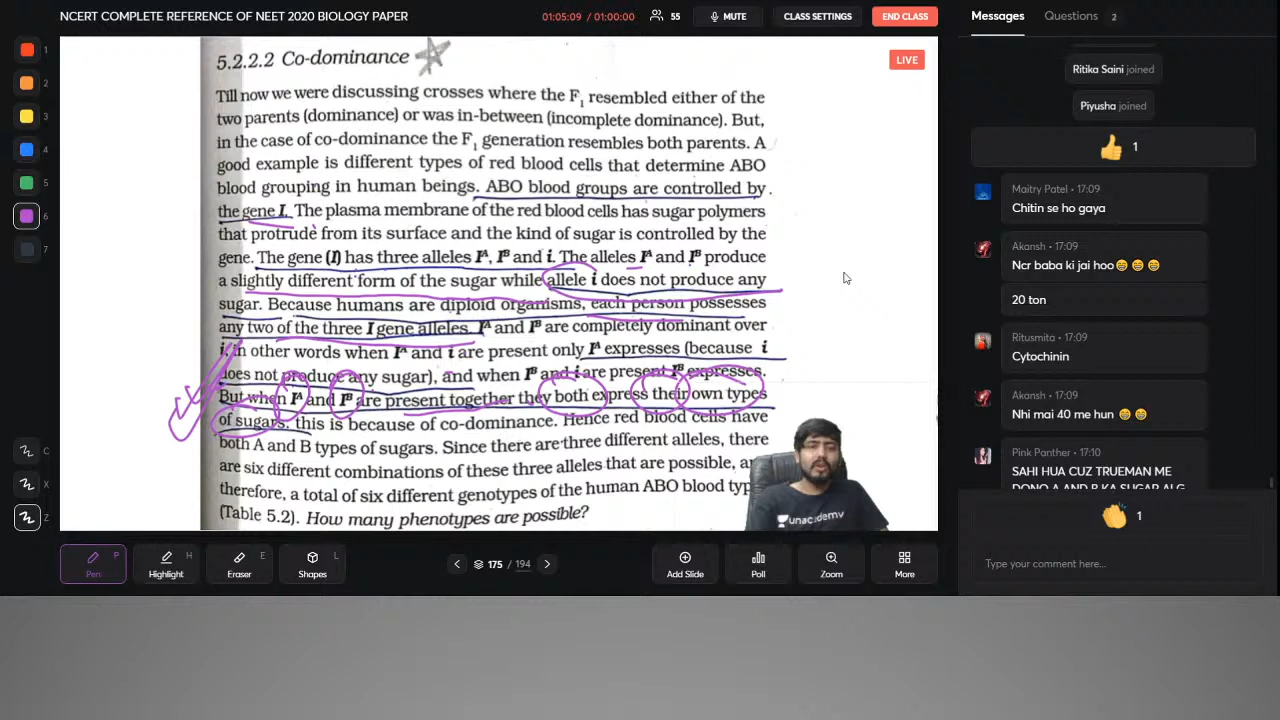 NCERT COMPLETE REFERENCE OF NEET 2020 BIOLOGY PAPER
01:05:09 / 01:00:00
55
MUTE
CLASS SETTINGS
END CLASS
Messages
Questions 2
LIVE
1
2
3
4
5
6
7
C
X
Z
5.2.2.2 Co-dominance
Till now we were discussing crosses where the F1 resembled either of the
two parents (dominance) or was in-between (incomplete dominance). But,
in the case of co-dominance the F1 generation resembles both parents. A
good example is different types of red blood cells that determine ABO
blood grouping in human beings. ABO blood groups are controlled by
the gene I. The plasma membrane of the red blood cells has sugar polymers
that protrude from its surface and the kind of sugar is controlled by the
gene. The gene (I) has three alleles IA, IB and i. The alleles IA and IB produce
a slightly different form of the sugar while allele i does not produce any
sugar. Because humans are diploid organisms, each person possesses
any two of the three I gene alleles. IA and IB are completely dominant over
i, in other words when IA and i are present only IA expresses (because i
does not produce any sugar), and when IB and i are present IB expresses.
But when IA and IB are present together they both express their own types
of sugars: this is because of co-dominance. Hence red blood cells have
both A and B types of sugars. Since there are three different alleles, there
are six different combinations of these three alleles that are possible,
therefore, a total of six different genotypes of the human ABO blood
(Table 5.2). How many phenotypes are possible?
unacademy
Ritika Saini joined
Piyusha joined
1
Maitry Patel • 17:09
Chitin se ho gaya
Akansh • 17:09
Ncr baba ki jai hoo😄😄😄
20 ton
Ritusmita • 17:09
Cytochinin
Akansh • 17:09
Nhi mai 40 me hun 😄😄
Pink Panther • 17:10
SAHI HUA CUZ TRUEMAN ME
DONO A AND B KA SUGAR ALG
1
Type your comment here...
Pen P
Highlight H
Eraser E
Shapes L
175 / 194
Add Slide
Poll
Zoom
More